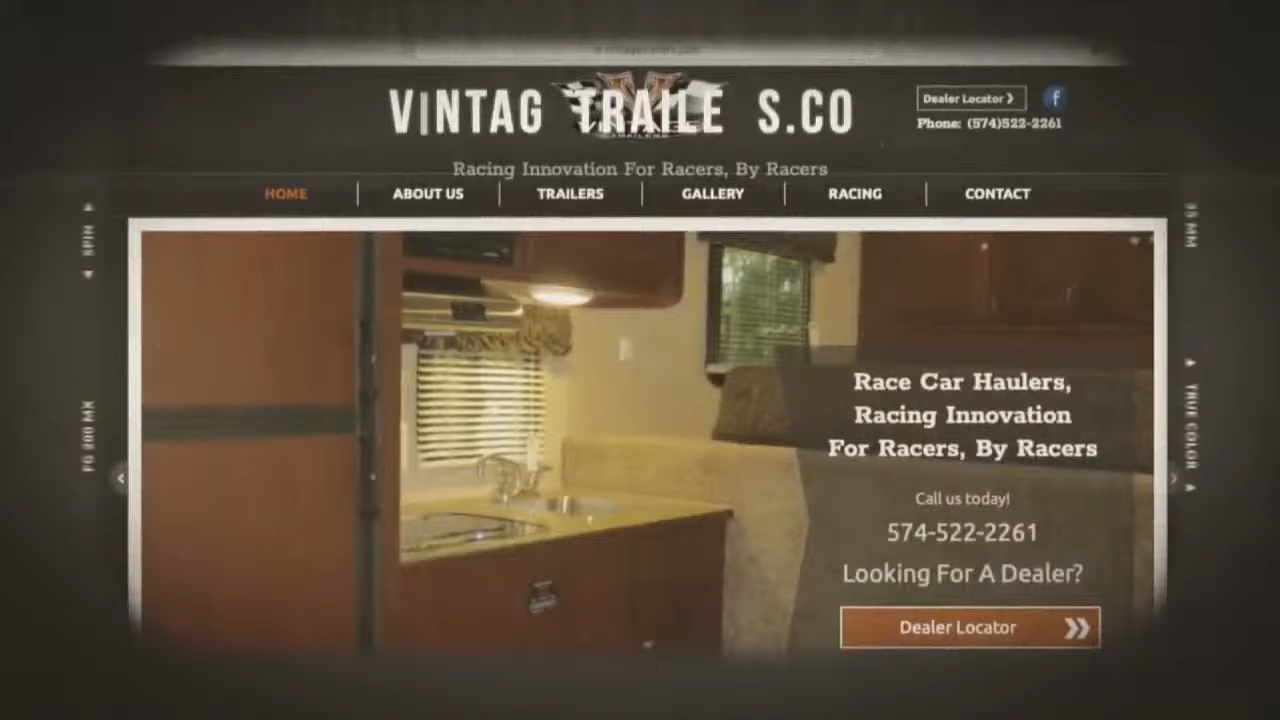 VINTAG TRAILE S.CO
Dealer Locator
Phone: (574)522-2261
Racing Innovation For Racers, By Racers
HOME
ABOUT US
TRAILERS
GALLERY
RACING
CONTACT
SPIN
35 MM
FG 200 MX
TRUE COLOR
Race Car Haulers,
Racing Innovation
For Racers, By Racers
Call us today!
574-522-2261
Looking For A Dealer?
Dealer Locator